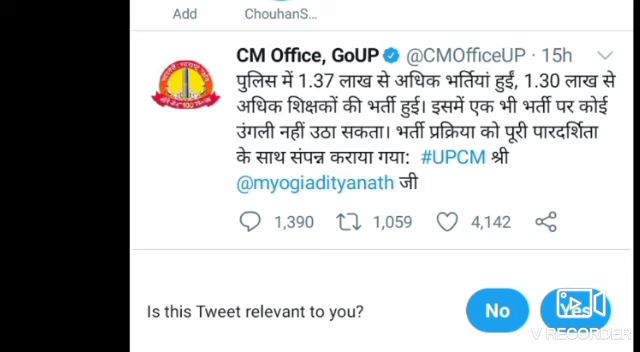 Add ChouhanS...
CM Office, GoUP @CMOfficeUP · 15h
पुलिस में 1.37 लाख से अधिक भर्तियां हुईं, 1.30 लाख से
अधिक शिक्षकों की भर्ती हुई। इसमें एक भी भर्ती पर कोई
उंगली नहीं उठा सकता। भर्ती प्रक्रिया को पूरी पारदर्शिता
के साथ संपन्न कराया गया: #UPCM श्री
@myogiadityanath जी
1,390 1,059 4,142
Is this Tweet relevant to you? No Yes
V RECORDER